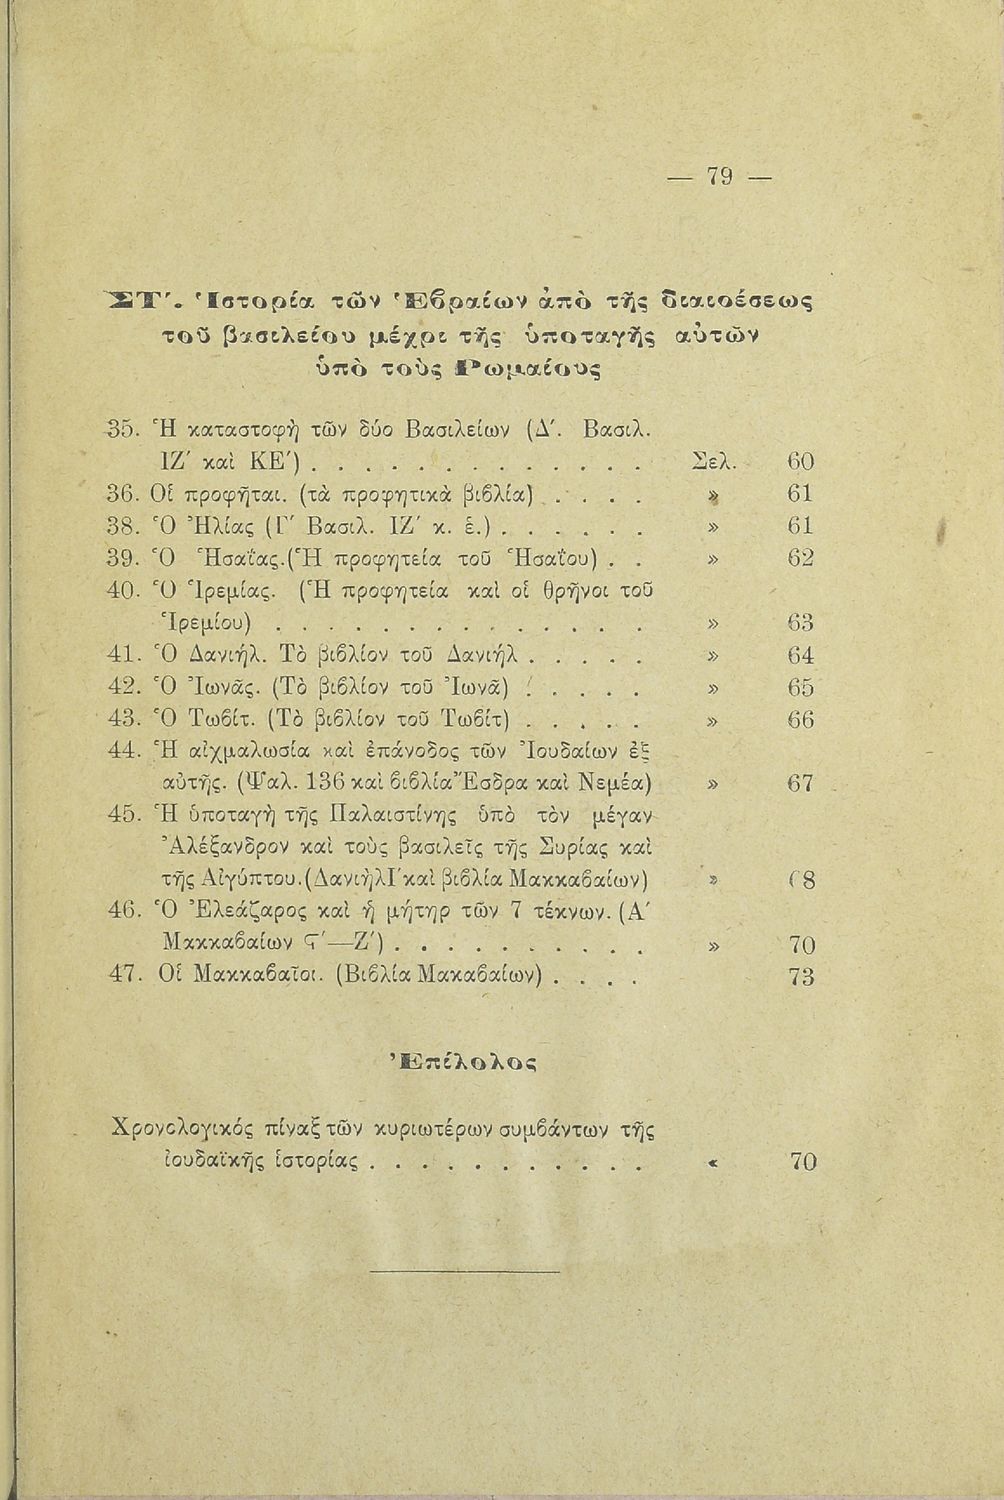 — 79 —
ΣΤ΄. Ἱστορία τῶν Ἑβραίων ἀπὸ τῆς διαιοέσεως
τοῦ βασιλείου μέχρι τῆς ὑποταγῆς αὐτῶν
ὑπὸ τοὺς Ῥωμαίους
35. Ἡ καταστοφὴ τῶν δύο Βασιλείων (Δ΄. Βασιλ.
ΙΖ΄ καὶ ΚΕ΄) . . . . . . . . . . . . . Σελ. 60
36. Οἱ προφῆται. (τὰ προφητικὰ βιβλία) . . . . » 61
38. Ὁ Ἠλίας (Γ΄ Βασιλ. ΙΖ΄ κ. ἑ.) . . . . . . » 61
39. Ὁ Ἡσαΐας.(Ἡ προφητεία τοῦ Ἡσαΐου) . . » 62
40. Ὁ Ἱρεμίας. (Ἡ προφητεία καὶ οἱ θρῆνοι τοῦ
Ἱρεμίου) . . . . . . . . . . . . . . » 63
41. Ὁ Δανιήλ. Τὸ βιβλίον τοῦ Δανιήλ . . . . . » 64
42. Ὁ Ἰωνᾶς. (Τὸ βιβλίον τοῦ Ἰωνᾶ) . . . . . » 65
43. Ὁ Τωβίτ. (Τὸ βιβλίον τοῦ Τωβίτ) . . . . . » 66
44. Ἡ αἰχμαλωσία καὶ ἐπάνοδος τῶν Ἰουδαίων ἐξ
αὐτῆς. (Ψαλ. 136 καὶ βιβλία Ἔσδρα καὶ Νεμέα) » 67
45. Ἡ ὑποταγὴ τῆς Παλαιστίνης ὑπὸ τὸν μέγαν
Ἀλέξανδρον καὶ τοὺς βασιλεῖς τῆς Συρίας καὶ
τῆς Αἰγύπτου.(Δανιὴλ Ι΄ καὶ βιβλία Μακκαβαίων) » 68
46. Ὁ Ἐλεάζαρος καὶ ἡ μήτηρ τῶν 7 τέκνων. (Α΄
Μακκαβαίων Ϛ΄—Ζ΄) . . . . . . . . . . » 70
47. Οἱ Μακκαβαῖοι. (Βιβλία Μακαβαίων) . . . . 73
Ἐπίλολος
Χρονολογικός πίναξ τῶν κυριωτέρων συμβάντων τῆς
ἰουδαϊκῆς ἱστορίας . . . . . . . . . . . « 70